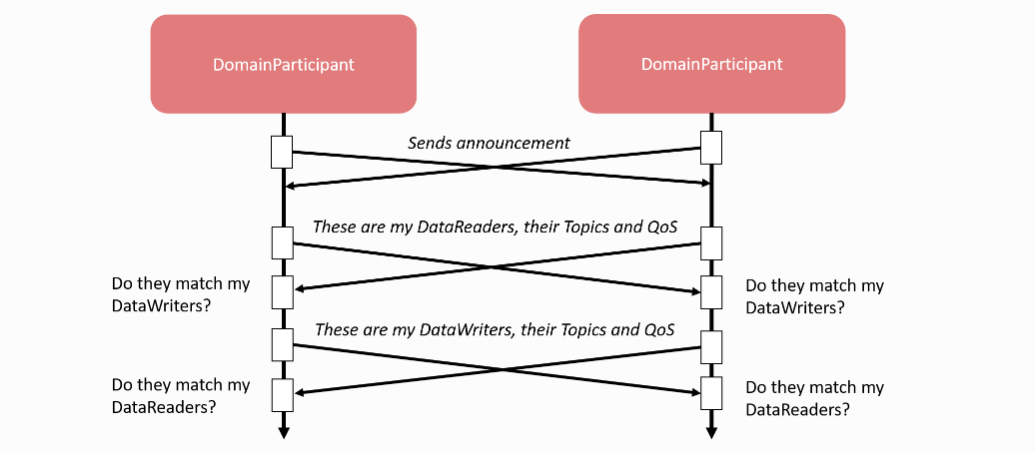 DomainParticipant
DomainParticipant
Sends announcement
These are my DataReaders, their Topics and QoS
Do they match my
DataWriters?
Do they match my
DataWriters?
These are my DataWriters, their Topics and QoS
Do they match my
DataReaders?
Do they match my
DataReaders?